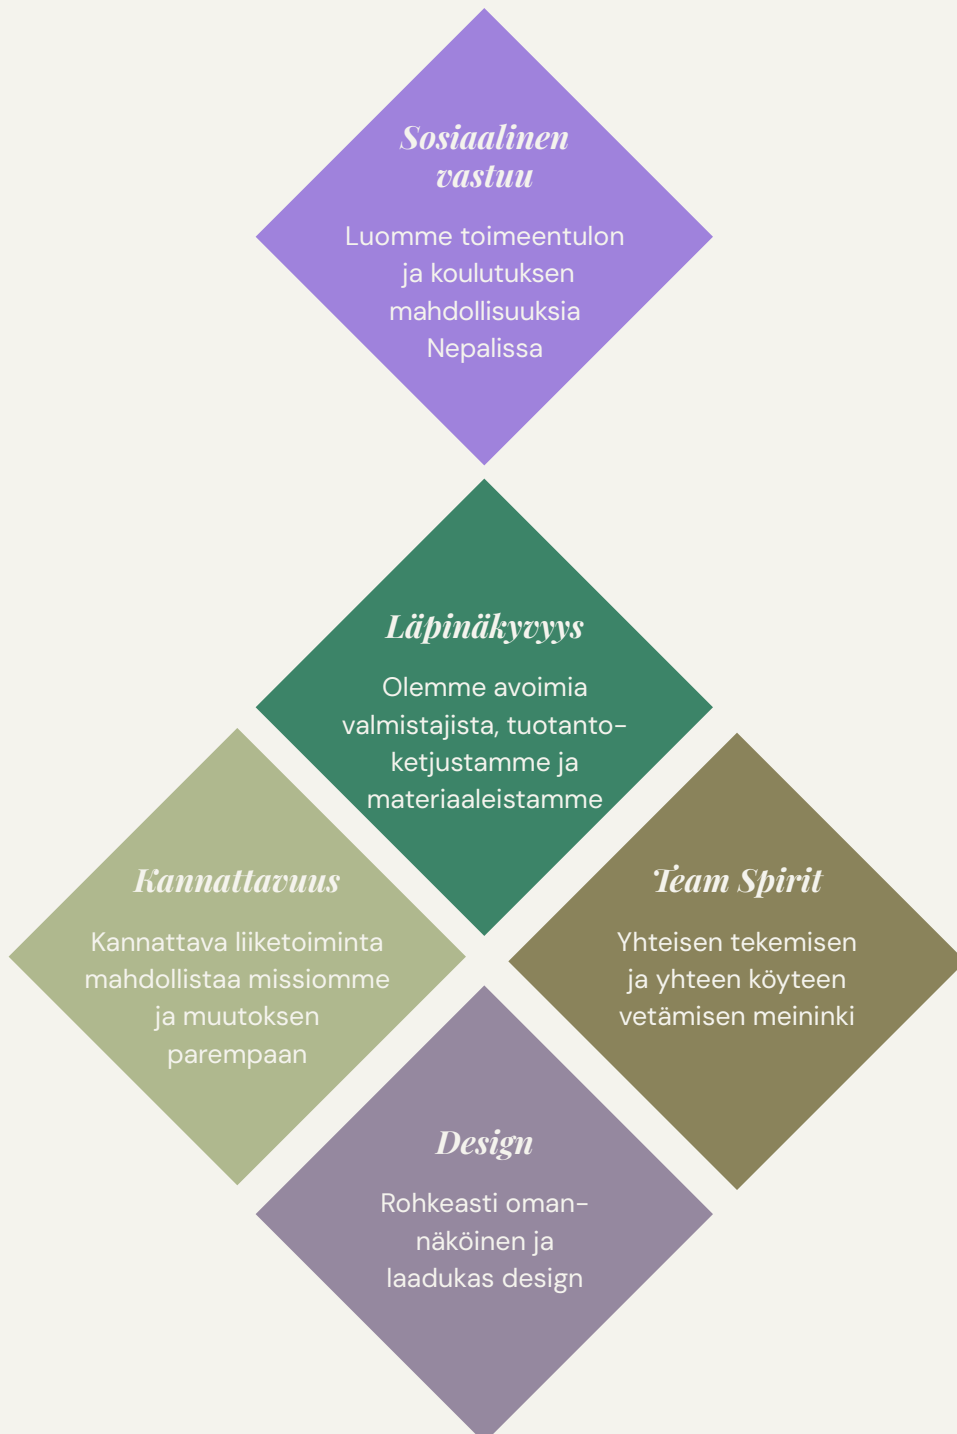 Sosiaalinen
vastuu
Luomme toimeentulon
ja koulutuksen
mahdollisuuksia
Nepalissa
Läpinäkyvyys
Olemme avoimia
valmistajista, tuotanto-
ketjustamme ja
materiaaleistamme
Kannattavuus
Kannattava liiketoiminta
mahdollistaa missiomme
ja muutoksen
parempaan
Team Spirit
Yhteisen tekemisen
ja yhteen köyteen
vetämisen meininki
Design
Rohkeasti oman-
näköinen ja
laadukas design